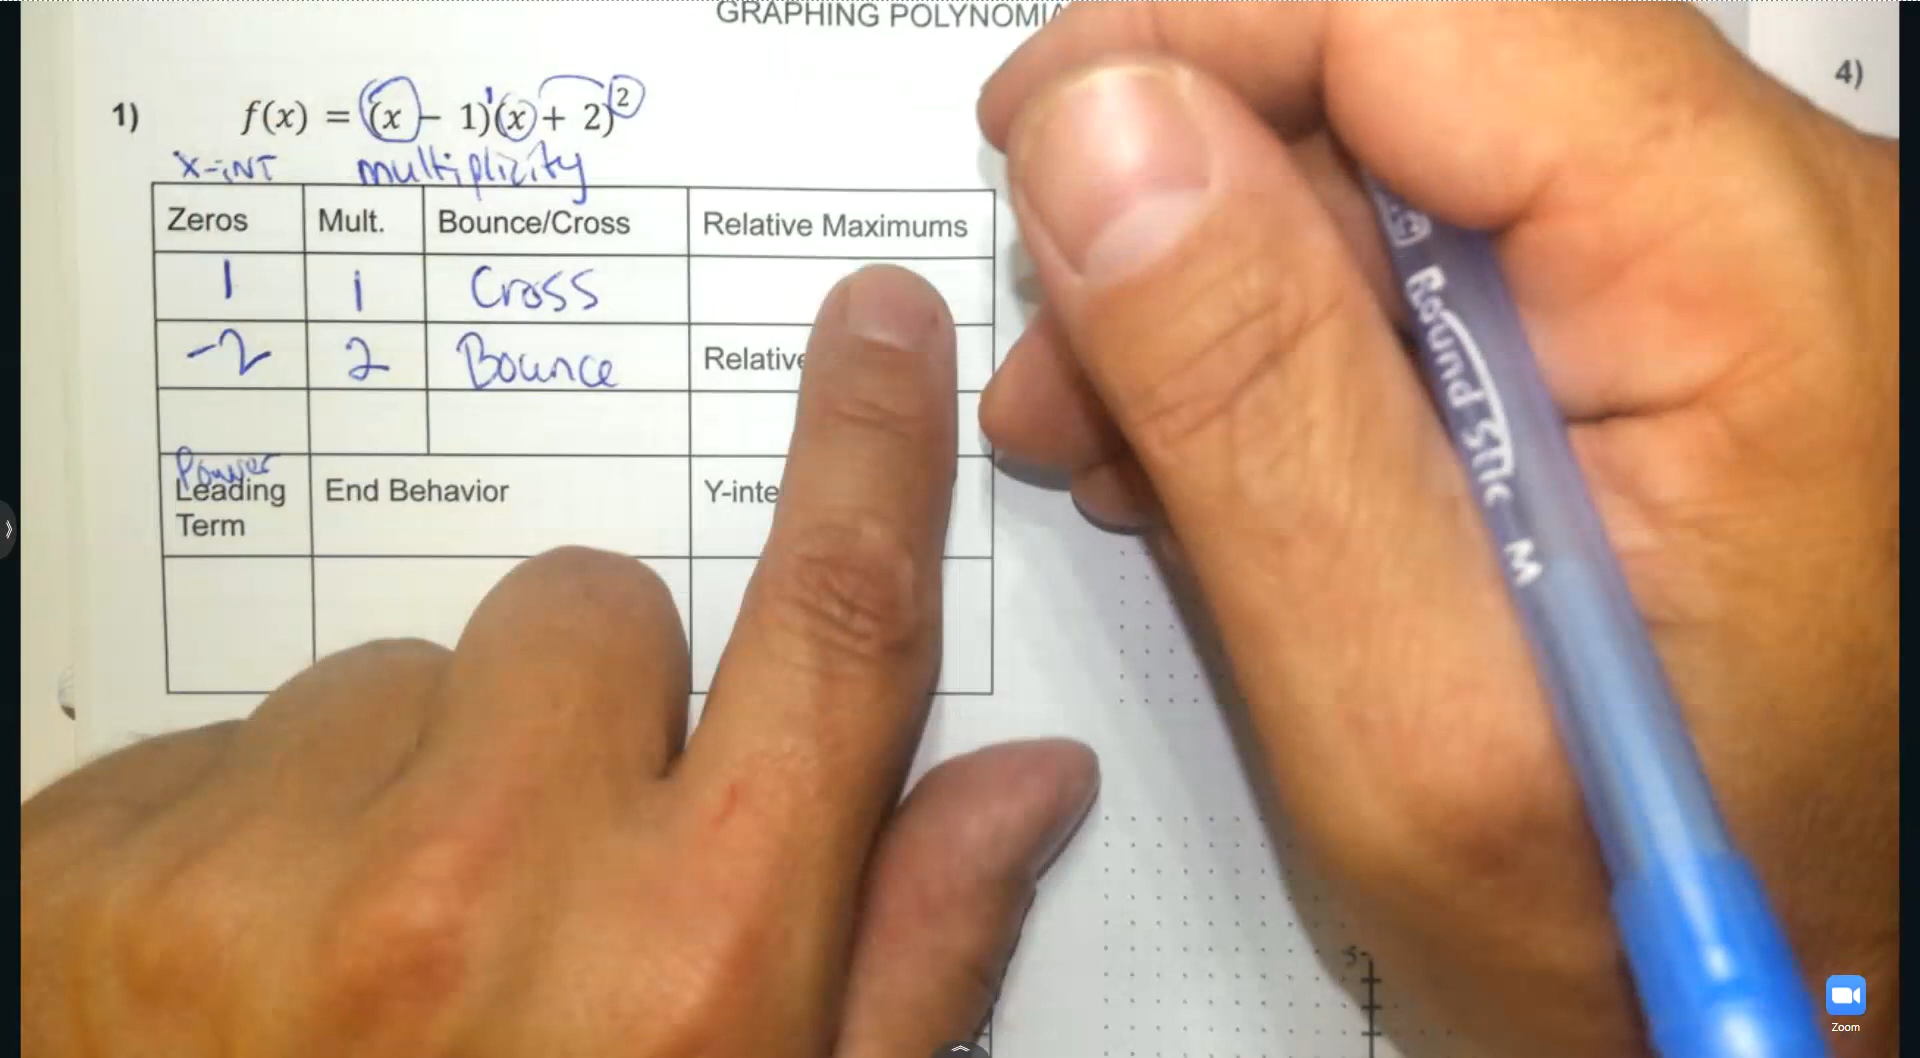 GRAPHING POLYNOMIA
4)
1) f(x) = (x - 1)¹(x + 2)²
x-iNT multiplicity
Zeros Mult. Bounce/Cross Relative Maximums
1 1 Cross
-2 2 Bounce Relative
Power
Leading Term End Behavior Y-inte
Round Stic M
5
Zoom